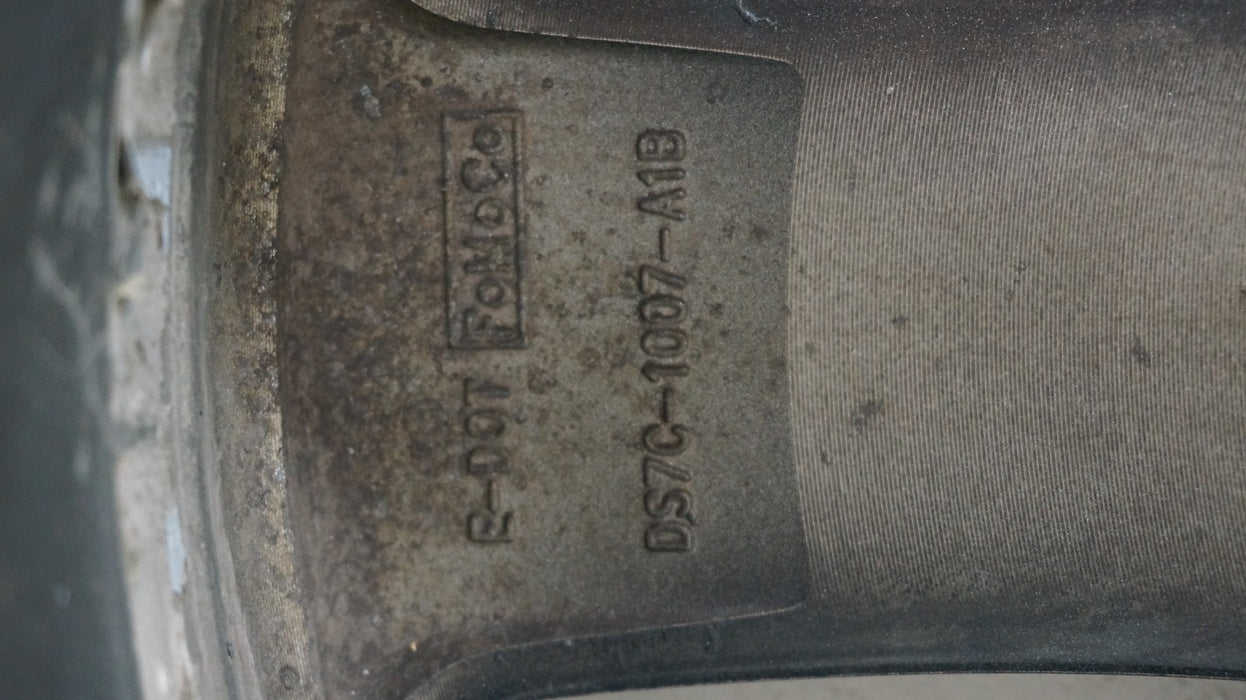 E-DOT FoMoCo
DS7C-1007-A1B